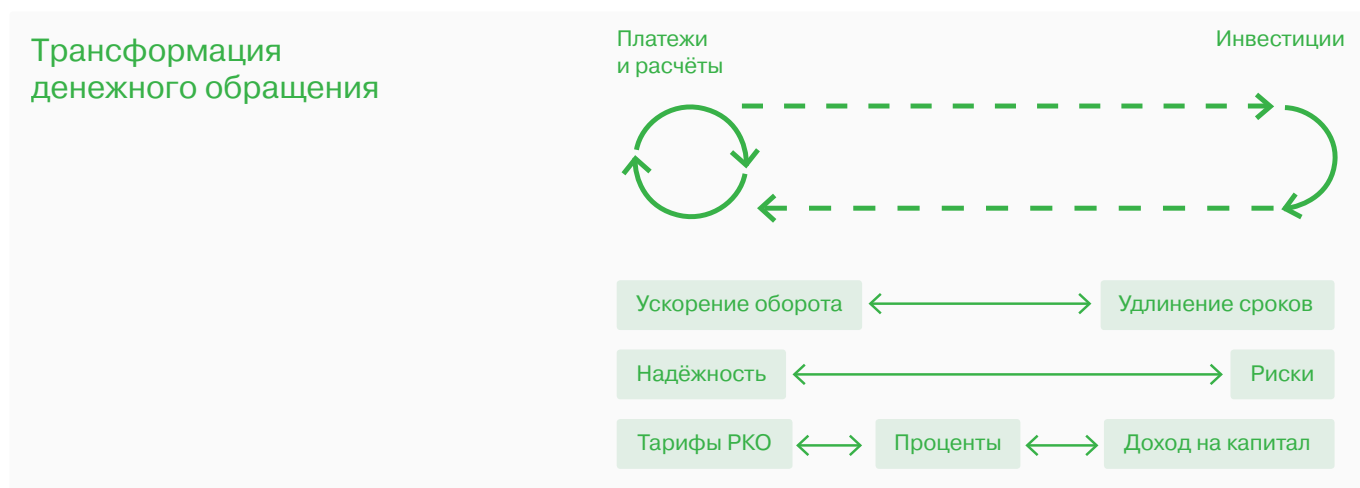 Трансформация
денежного обращения
Платежи
и расчёты
Инвестиции
Ускорение оборота
Удлинение сроков
Надёжность
Риски
Тарифы РКО
Проценты
Доход на капитал